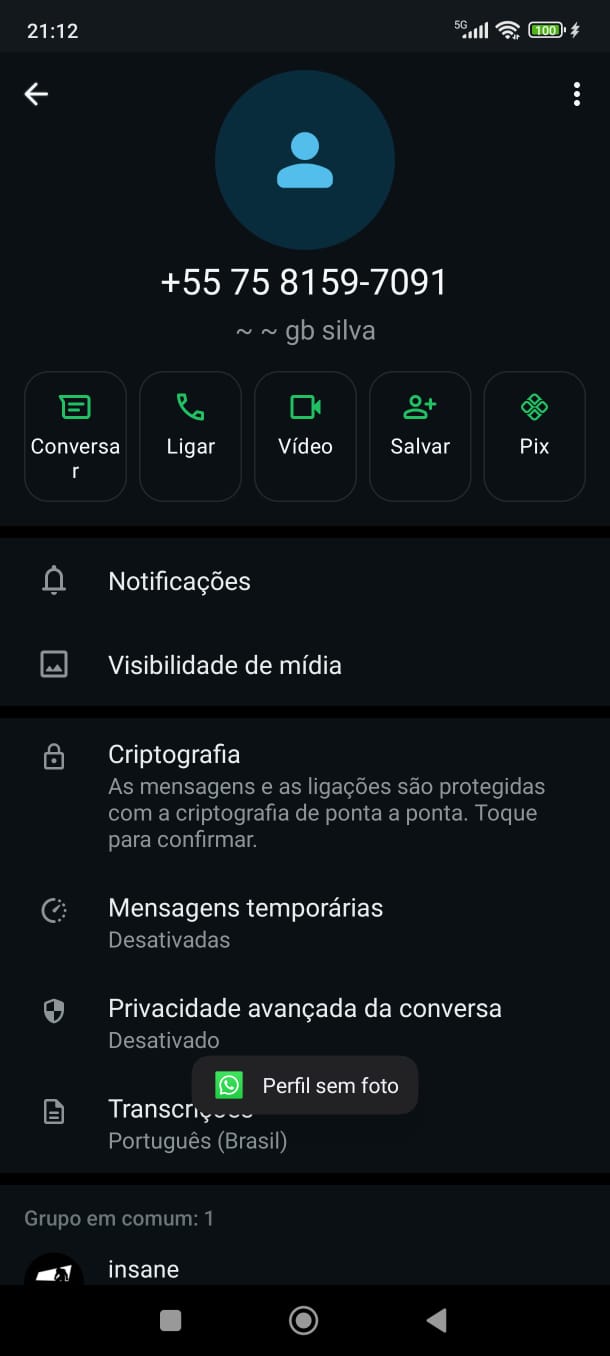 21:12
5G
100
+55 75 8159-7091
~ ~ gb silva
Conversa
r
Ligar
Vídeo
Salvar
Pix
Notificações
Visibilidade de mídia
Criptografia
As mensagens e as ligações são protegidas
com a criptografia de ponta a ponta. Toque
para confirmar.
Mensagens temporárias
Desativadas
Privacidade avançada da conversa
Desativado
Perfil sem foto
Transcrições
Português (Brasil)
Grupo em comum: 1
insane